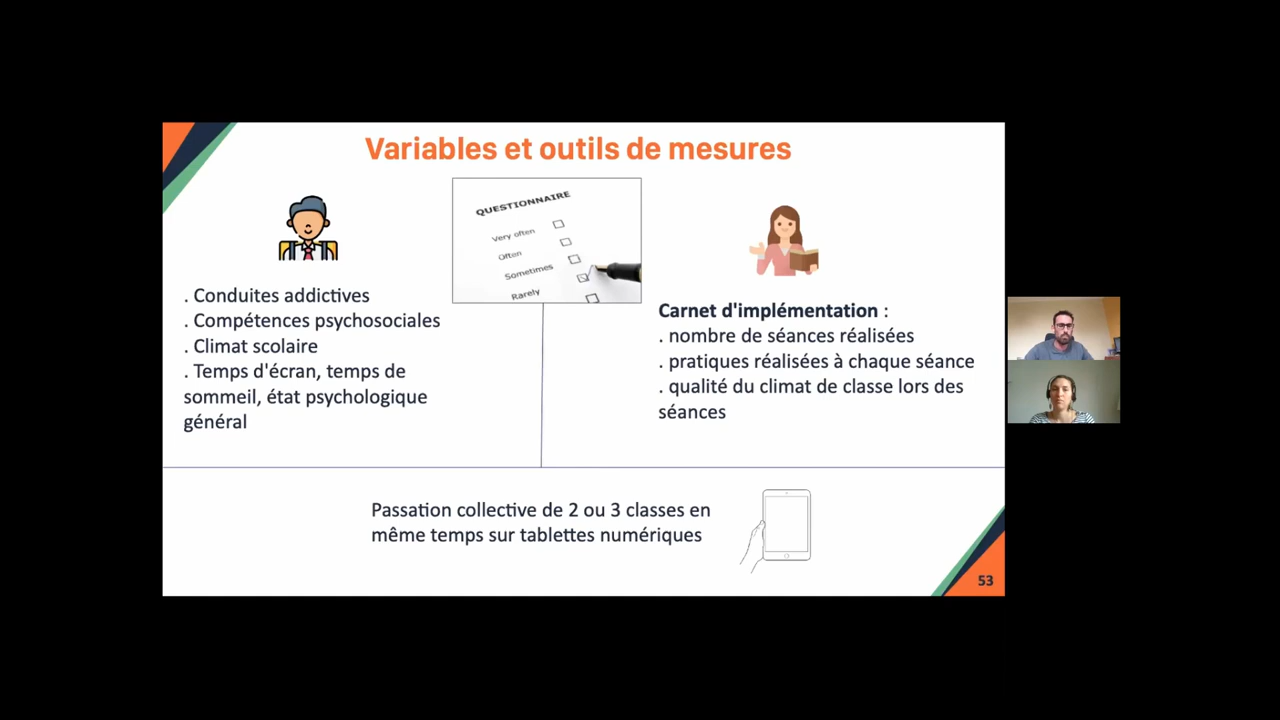 Variables et outils de mesures
QUESTIONNAIRE
Very often
Often
Sometimes
Rarely
. Conduites addictives
. Compétences psychosociales
. Climat scolaire
. Temps d'écran, temps de
sommeil, état psychologique
général
Carnet d'implémentation :
. nombre de séances réalisées
. pratiques réalisées à chaque séance
. qualité du climat de classe lors des
séances
Passation collective de 2 ou 3 classes en
même temps sur tablettes numériques
53